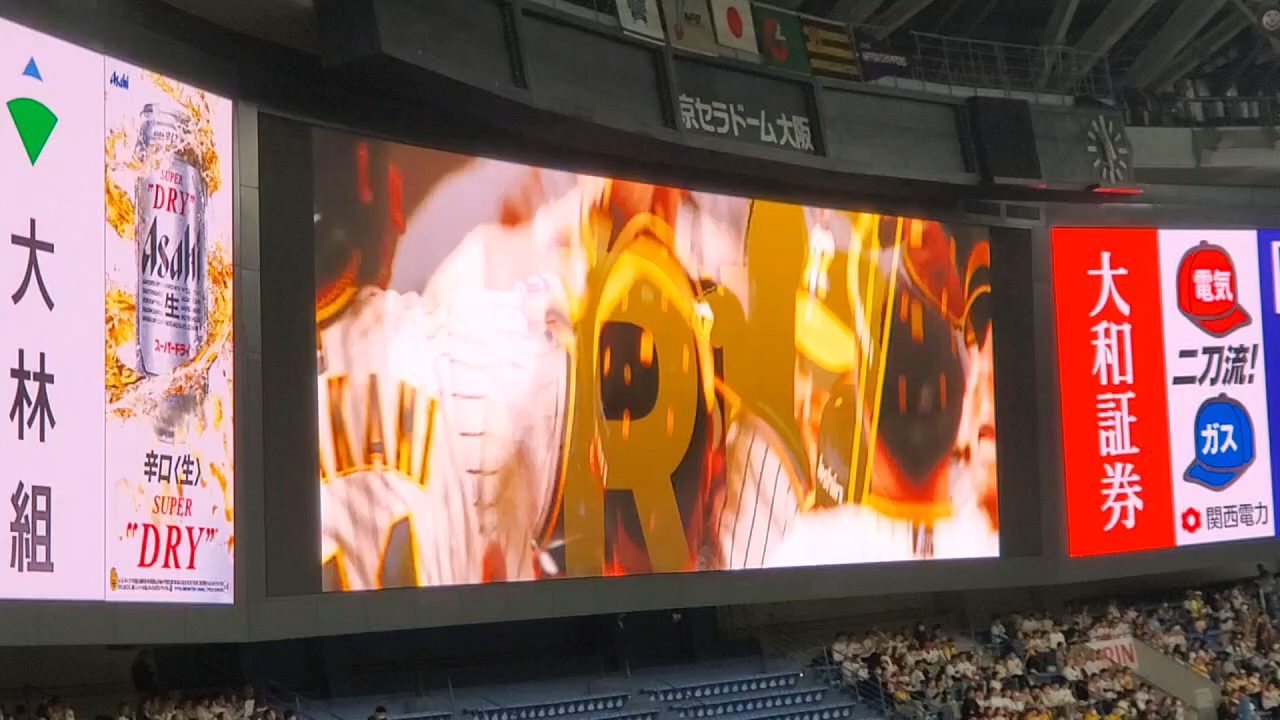 京セラドーム大阪
大林組
Asahi
SUPER
"DRY"
Asahi
生
スーパードライ
辛口〈生〉
SUPER
"DRY"
R
大和証券
電気
二刀流!
ガス
関西電力